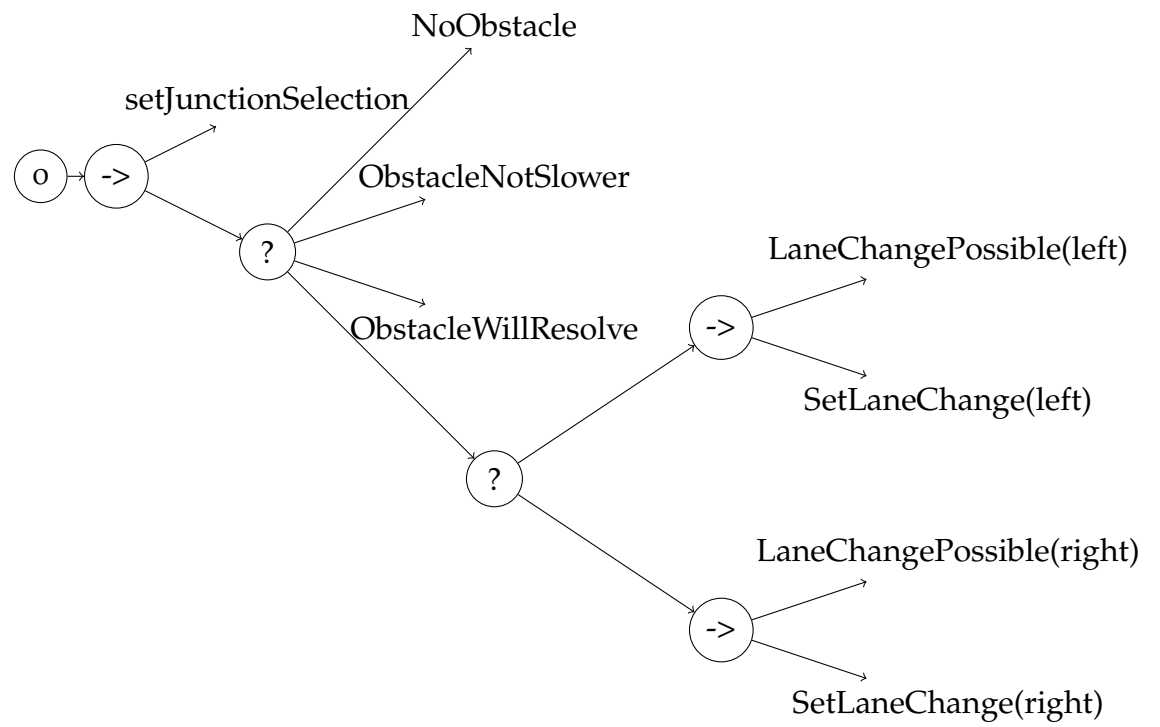 NoObstacle
setJunctionSelection
o
->
ObstacleNotSlower
?
LaneChangePossible(left)
ObstacleWillResolve
->
SetLaneChange(left)
?
LaneChangePossible(right)
->
SetLaneChange(right)